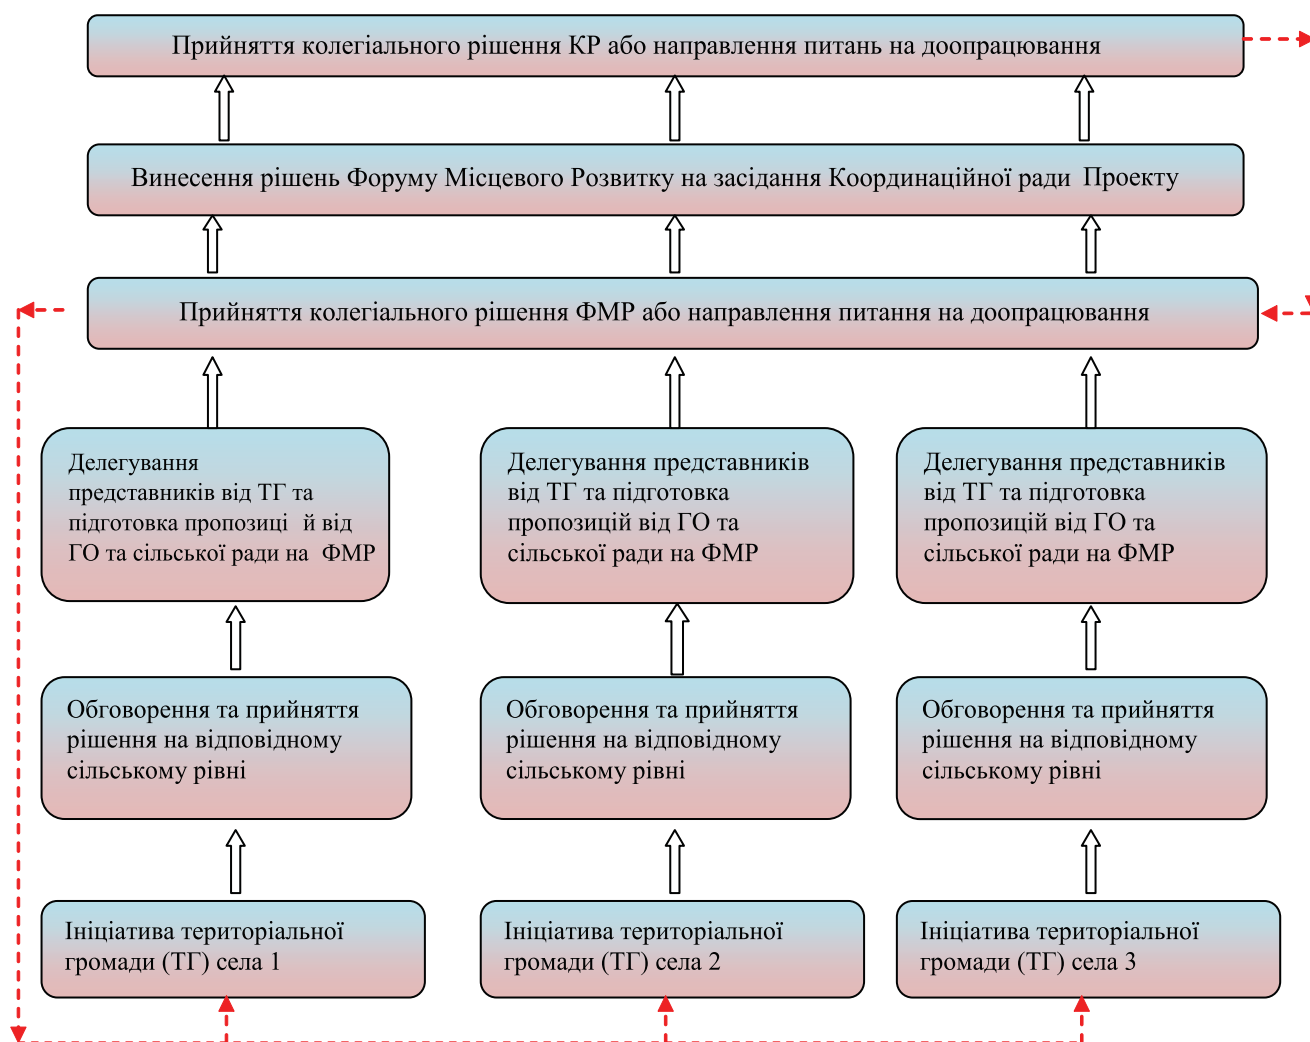 Прийняття колегіального рішення КР або направлення питань на доопрацювання
Винесення рішень Форуму Місцевого Розвитку на засідання Координаційної ради Проекту
Прийняття колегіального рішення ФМР або направлення питання на доопрацювання
Делегування
представників від ТГ та
підготовка пропозиці й від
ГО та сільської ради на ФМР
Делегування представників
від ТГ та підготовка
пропозицій від ГО та
сільської ради на ФМР
Делегування представників
від ТГ та підготовка
пропозицій від ГО та
сільської ради на ФМР
Обговорення та прийняття
рішення на відповідному
сільському рівні
Обговорення та прийняття
рішення на відповідному
сільському рівні
Обговорення та прийняття
рішення на відповідному
сільському рівні
Ініціатива територіальної
громади (ТГ) села 1
Ініціатива територіальної
громади (ТГ) села 2
Ініціатива територіальної
громади (ТГ) села 3